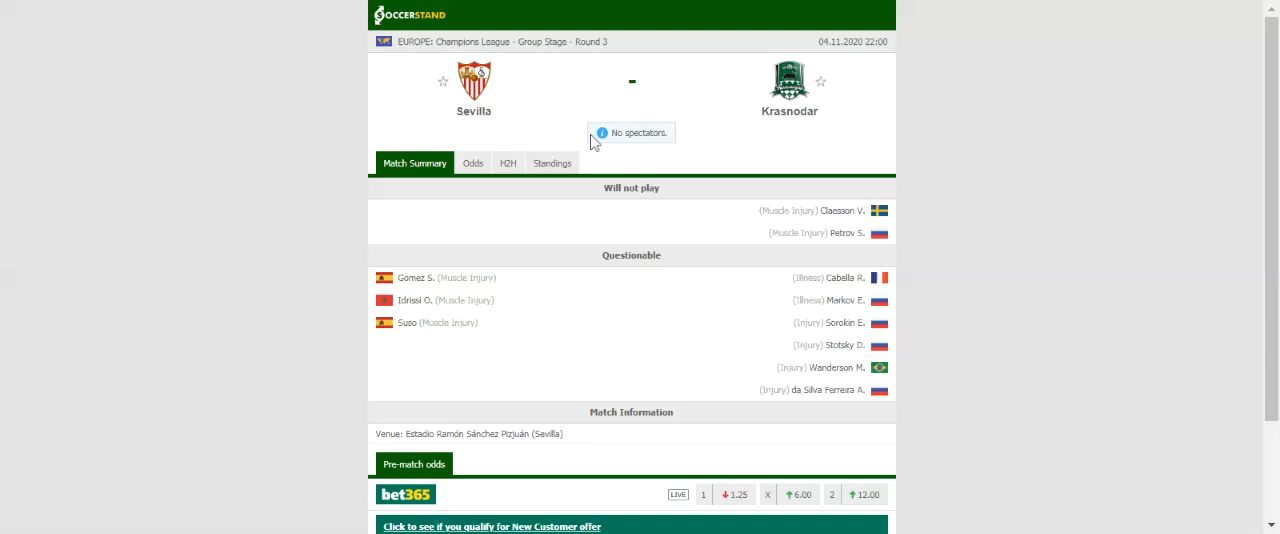 SOCCERSTAND
EUROPE: Champions League - Group Stage - Round 3 04.11.2020 22:00
-
Sevilla Krasnodar
No spectators.
Match Summary Odds H2H Standings
Will not play
(Muscle Injury) Claesson V.
(Muscle Injury) Petrov S.
Questionable
Gomez S. (Muscle Injury) (Illness) Cabella R.
Idrissi O. (Muscle Injury) (Illness) Markov E.
Suso (Muscle Injury) (Injury) Sorokin E.
(Injury) Stotsky D.
(Injury) Wanderson M.
(Injury) da Silva Ferreira A.
Match Information
Venue: Estadio Ramón Sánchez Pizjuán (Sevilla)
Pre-match odds
bet365 LIVE 1 1.25 X 6.00 2 12.00
Click to see if you qualify for New Customer offer